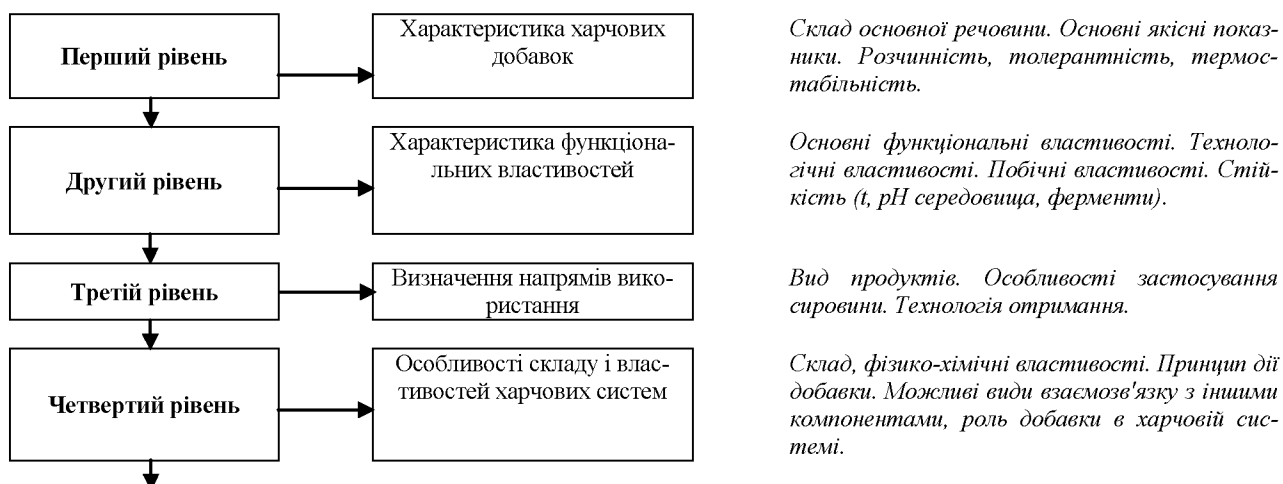 Перший рівень
Характеристика харчових
добавок
Склад основної речовини. Основні якісні показ-
ники. Розчинність, толерантність, термос-
табільність.
Другий рівень
Характеристика функціона-
льних властивостей
Основні функціональні властивості. Техноло-
гічні властивості. Побічні властивості. Стій-
кість (t, pH середовища, ферменти).
Третій рівень
Визначення напрямів вико-
ристання
Вид продуктів. Особливості застосування
сировини. Технологія отримання.
Четвертий рівень
Особливості складу і влас-
тивостей харчових систем
Склад, фізико-хімічні властивості. Принцип дії
добавки. Можливі види взаємозв'язку з іншими
компонентами, роль добавки в харчовій сис-
темі.